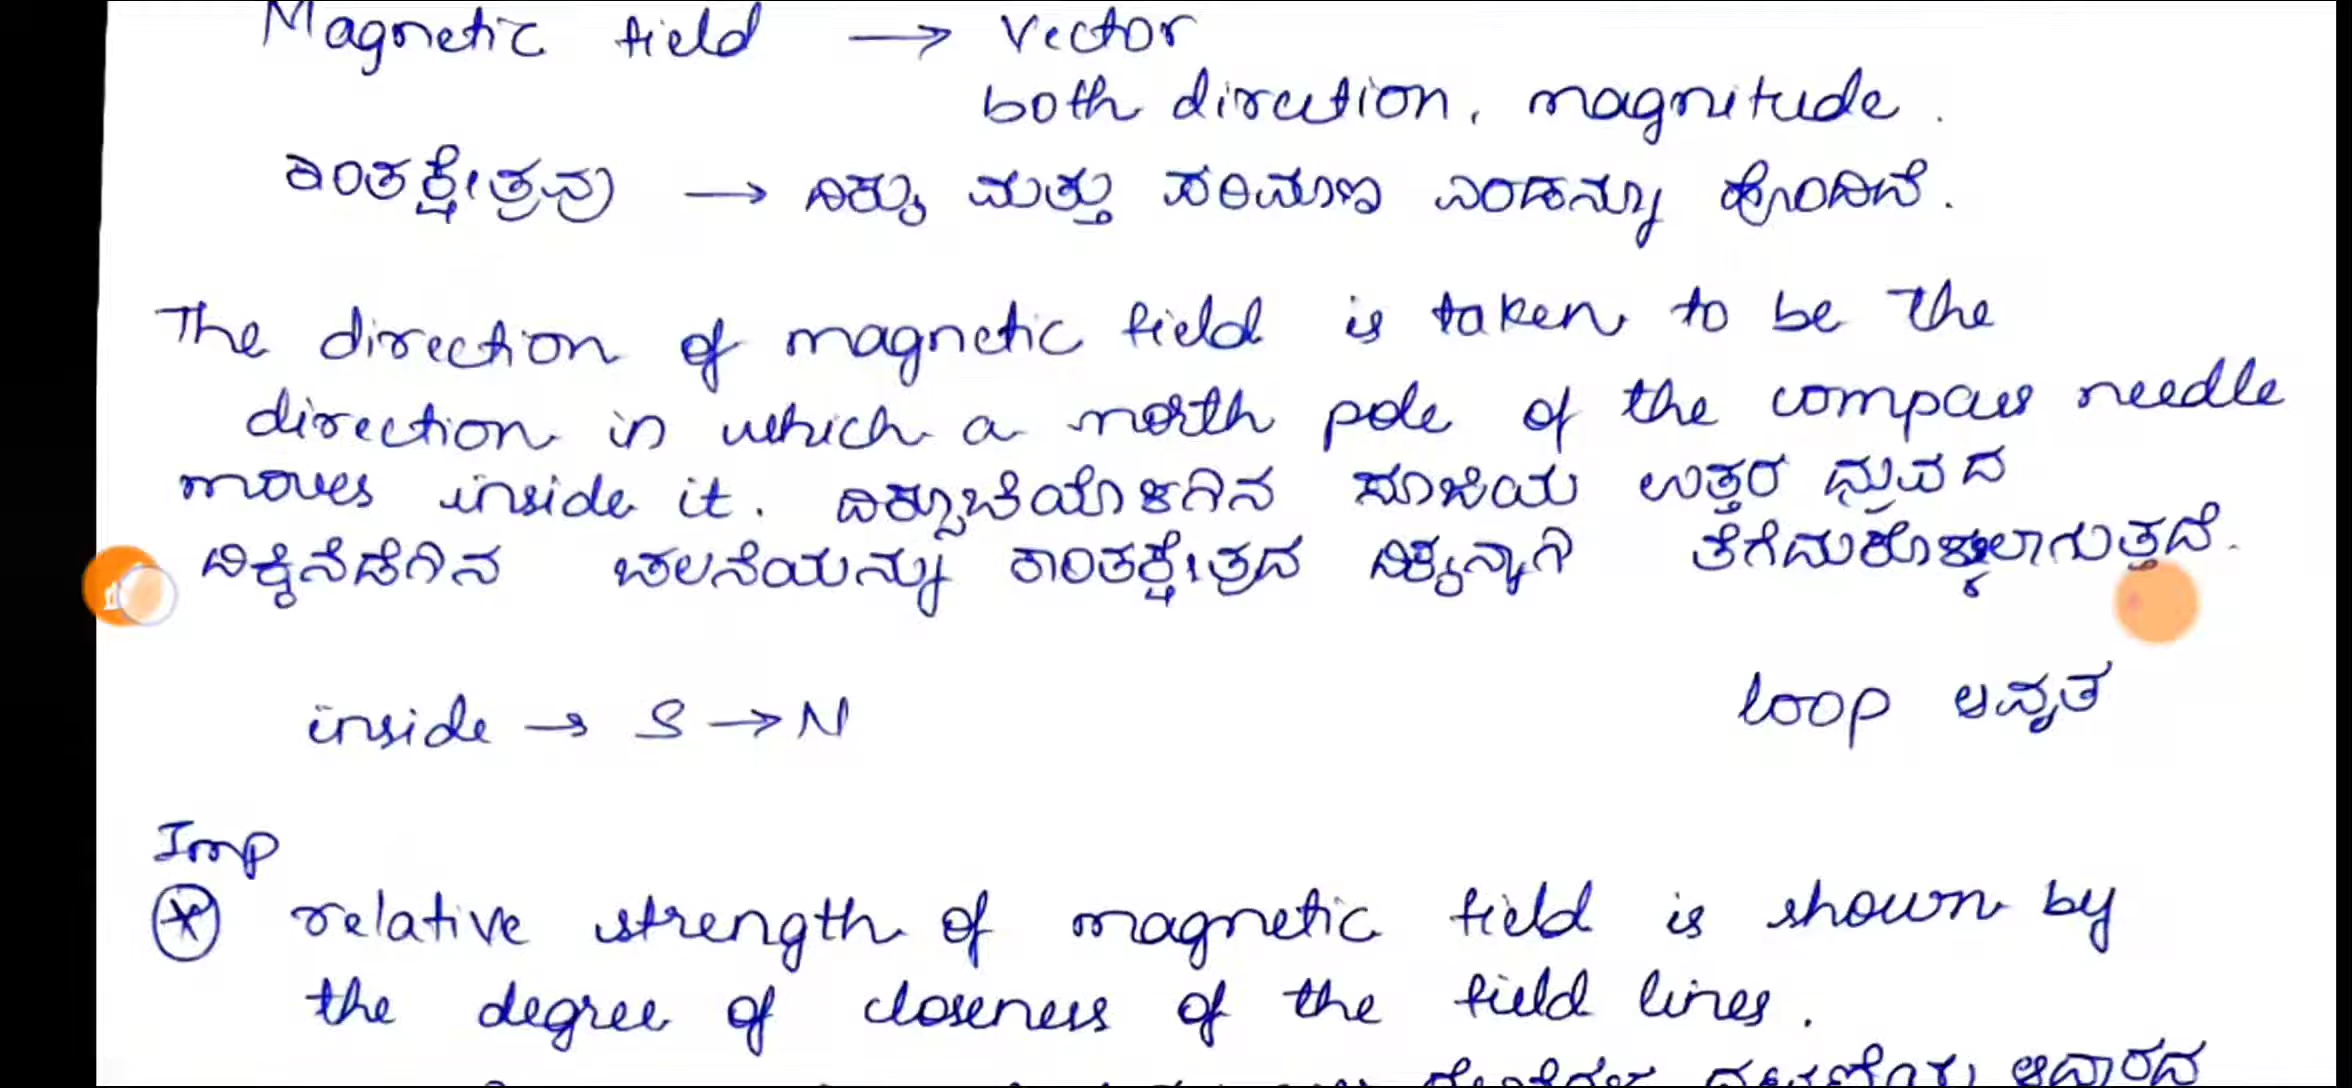 Magnetic field → Vector
both direction, magnitude.
ಕಾಂತಕ್ಷೇತ್ರವು → ದಿಕ್ಕು ಮತ್ತು ಪರಿಮಾಣ ಎಂಡನ್ನು ಹೊಂದಿದೆ.
The direction of magnetic field is taken to be the
direction in which a north pole of the compass needle
moves inside it. ದಿಕ್ಸೂಚಿಯೊಳಗಿನ ಸೂಜಿಯ ಉತ್ತರ ಧ್ರುವದ
ದಿಕ್ಕಿನೆಡೆಗಿನ ಚಲನೆಯನ್ನು ಕಾಂತಕ್ಷೇತ್ರದ ದಿಕ್ಕನ್ನಾಗಿ ತೆಗೆದುಕೊಳ್ಳಲಾಗುತ್ತದೆ.
inside → S → N
loop ಆವೃತ
Imp
* relative strength of magnetic field is shown by
the degree of closeness of the field lines.